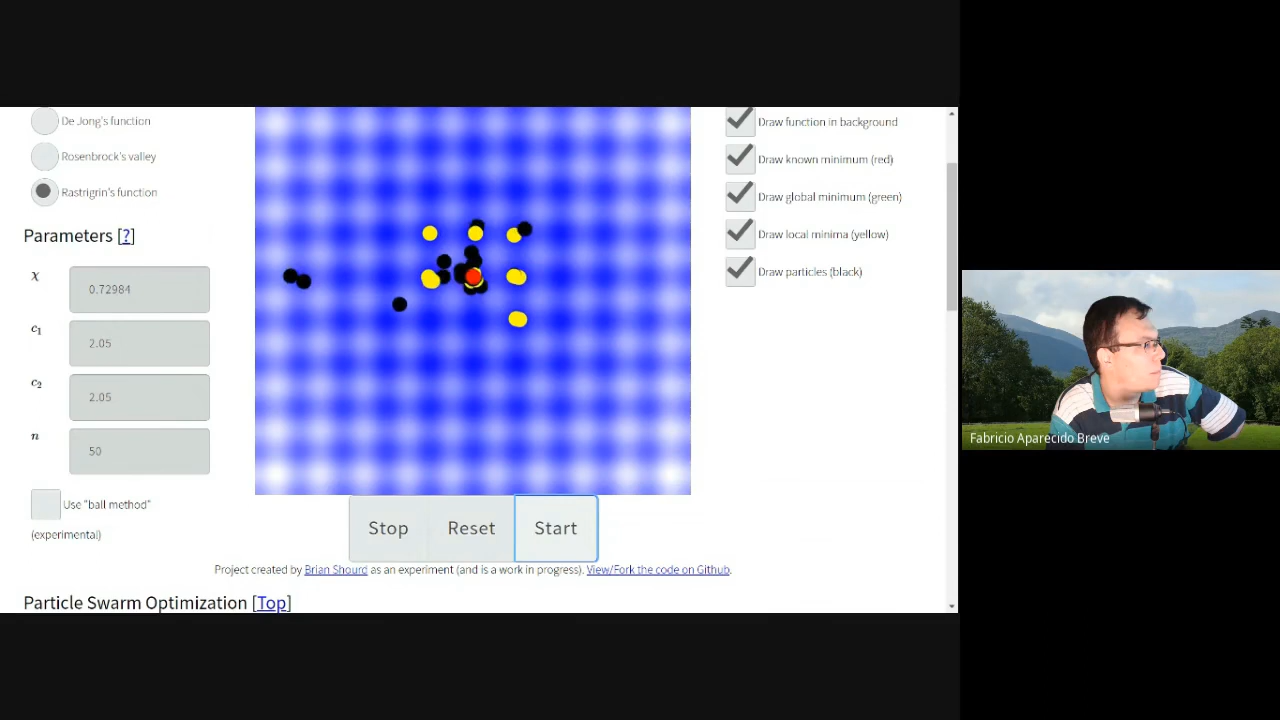 De Jong's function
Rosenbrock's valley
Rastrigrin's function
Parameters [?]
χ
0.72984
c1
2.05
c2
2.05
n
50
Use "ball method"
(experimental)
Draw function in background
Draw known minimum (red)
Draw global minimum (green)
Draw local minima (yellow)
Draw particles (black)
Stop
Reset
Start
Project created by Brian Shourd as an experiment (and is a work in progress). View/Fork the code on Github.
Particle Swarm Optimization [Top]
Fabricio Aparecido Breve